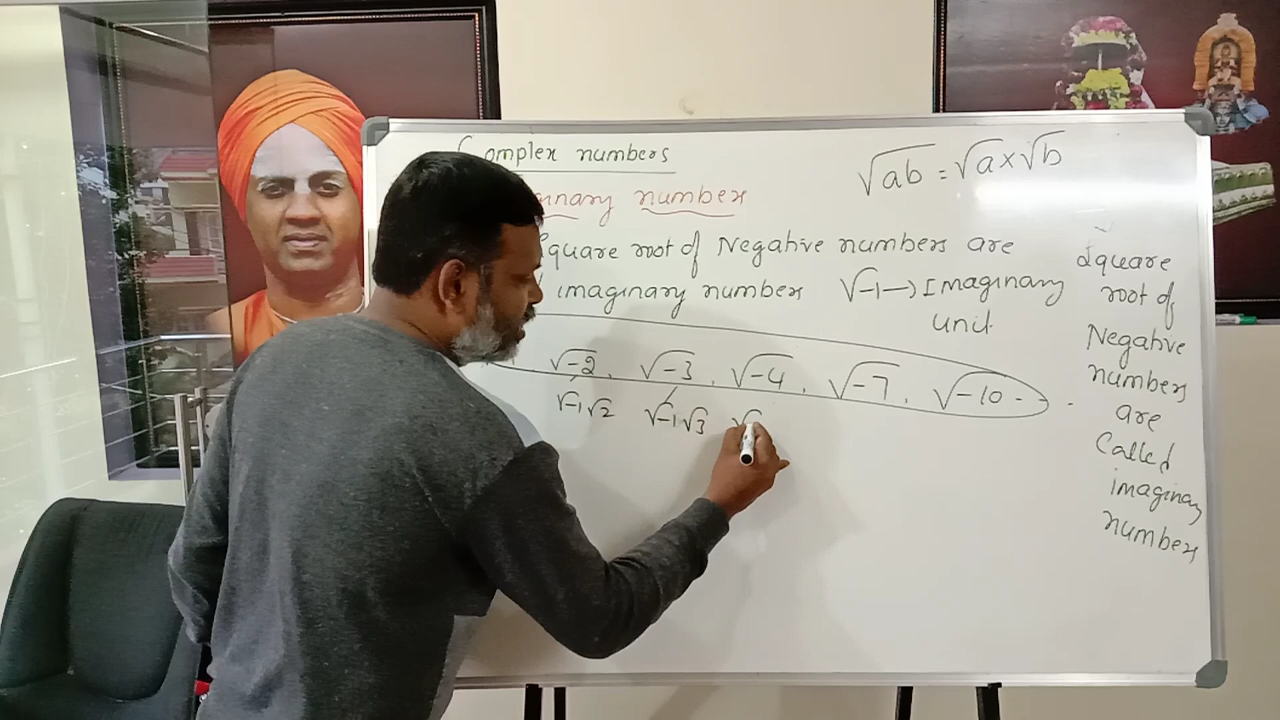 Complex numbers
√ab = √a × √b
number
Square root of Negative numbers are
imaginary number √-1 → Imaginary
unit
√-2, √-3, √-4, √-7, √-10 - -
√-1 √2 √-1 √3 √
Square
root of
Negative
numbers
are
Called
imaginary
numbers